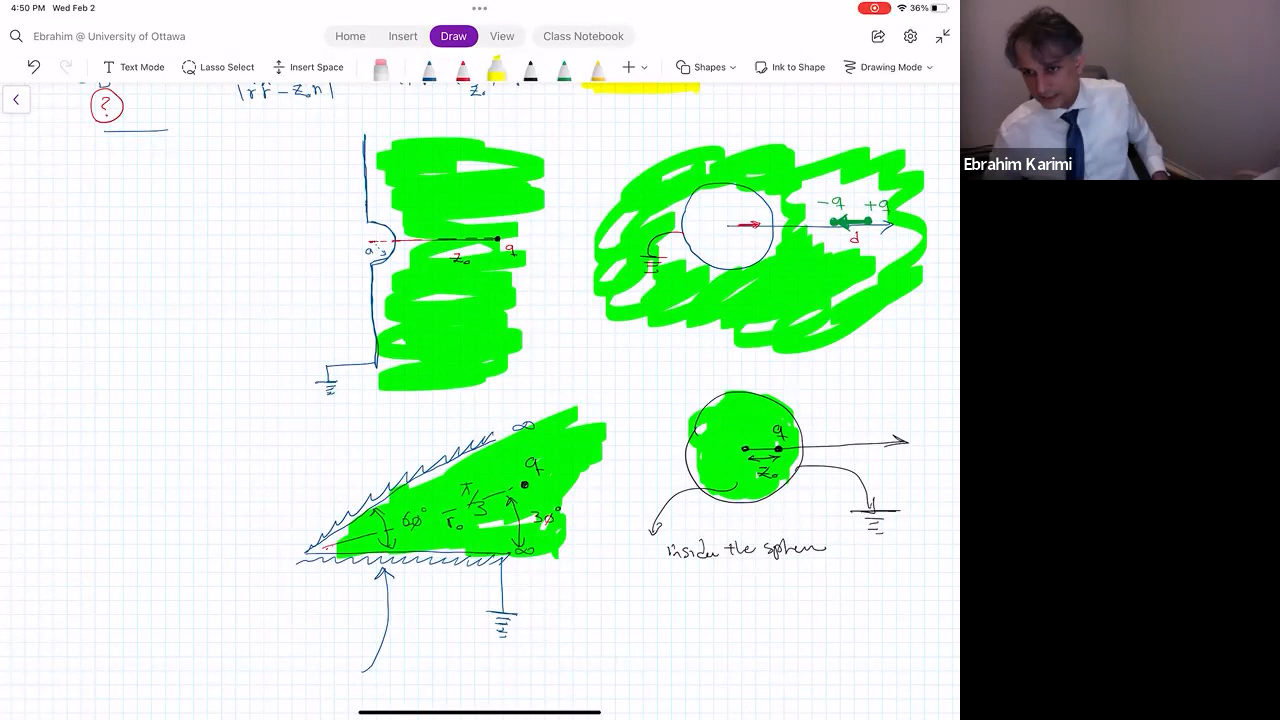 4:50 PM Wed Feb 2
36%
Ebrahim @ University of Ottawa
Home Insert Draw View Class Notebook
Text Mode Lasso Select Insert Space Shapes Ink to Shape Drawing Mode
?
-q +q
d
a
q
z₀
q
z₀
∞
q
π/3
60° r₀ 30°
∞
inside the sphere
Ebrahim Karimi